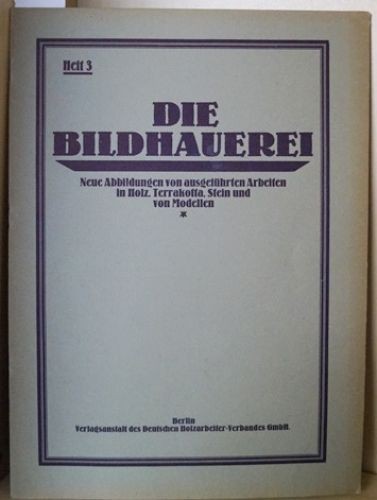 Heft 3
DIE
BILDHAUEREI
Neue Abbildungen von ausgeführten Arbeiten
in Holz, Terrakotta, Stein und
von Modellen
*
Berlin
Verlagsanstalt des Deutschen Holzarbeiter-Verbandes GmbH.